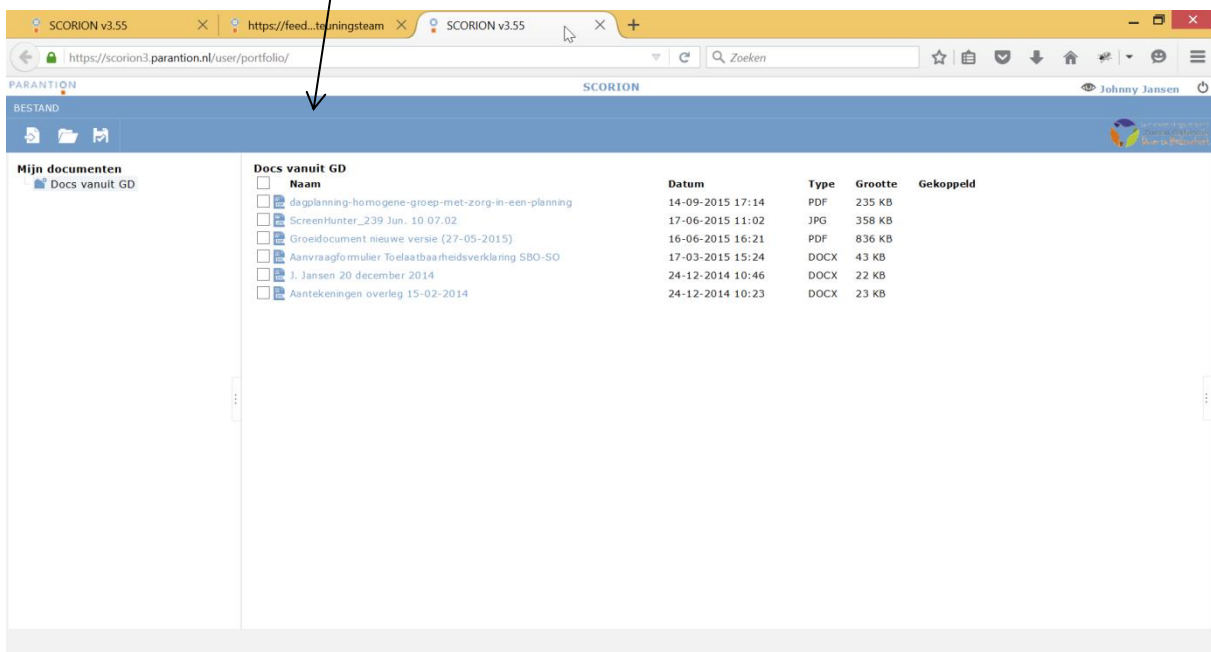 SCORION v3.55 https://feed...teuningsteam SCORION v3.55
https://scorion3.parantion.nl/user/portfolio/ Zoeken
PARANTION SCORION Johnny Jansen
BESTAND
Mijn documenten
Docs vanuit GD
Docs vanuit GD
Naam Datum Type Grootte Gekoppeld
dagplanning-homogene-groep-met-zorg-in-een-planning 14-09-2015 17:14 PDF 235 KB
ScreenHunter_239 Jun. 10 07.02 17-06-2015 11:02 JPG 358 KB
Groeidocument nieuwe versie (27-05-2015) 16-06-2015 16:21 PDF 836 KB
Aanvraagformulier Toelaatbaarheidsverklaring SBO-SO 17-03-2015 15:24 DOCX 43 KB
J. Jansen 20 december 2014 24-12-2014 10:46 DOCX 22 KB
Aantekeningen overleg 15-02-2014 24-12-2014 10:23 DOCX 23 KB